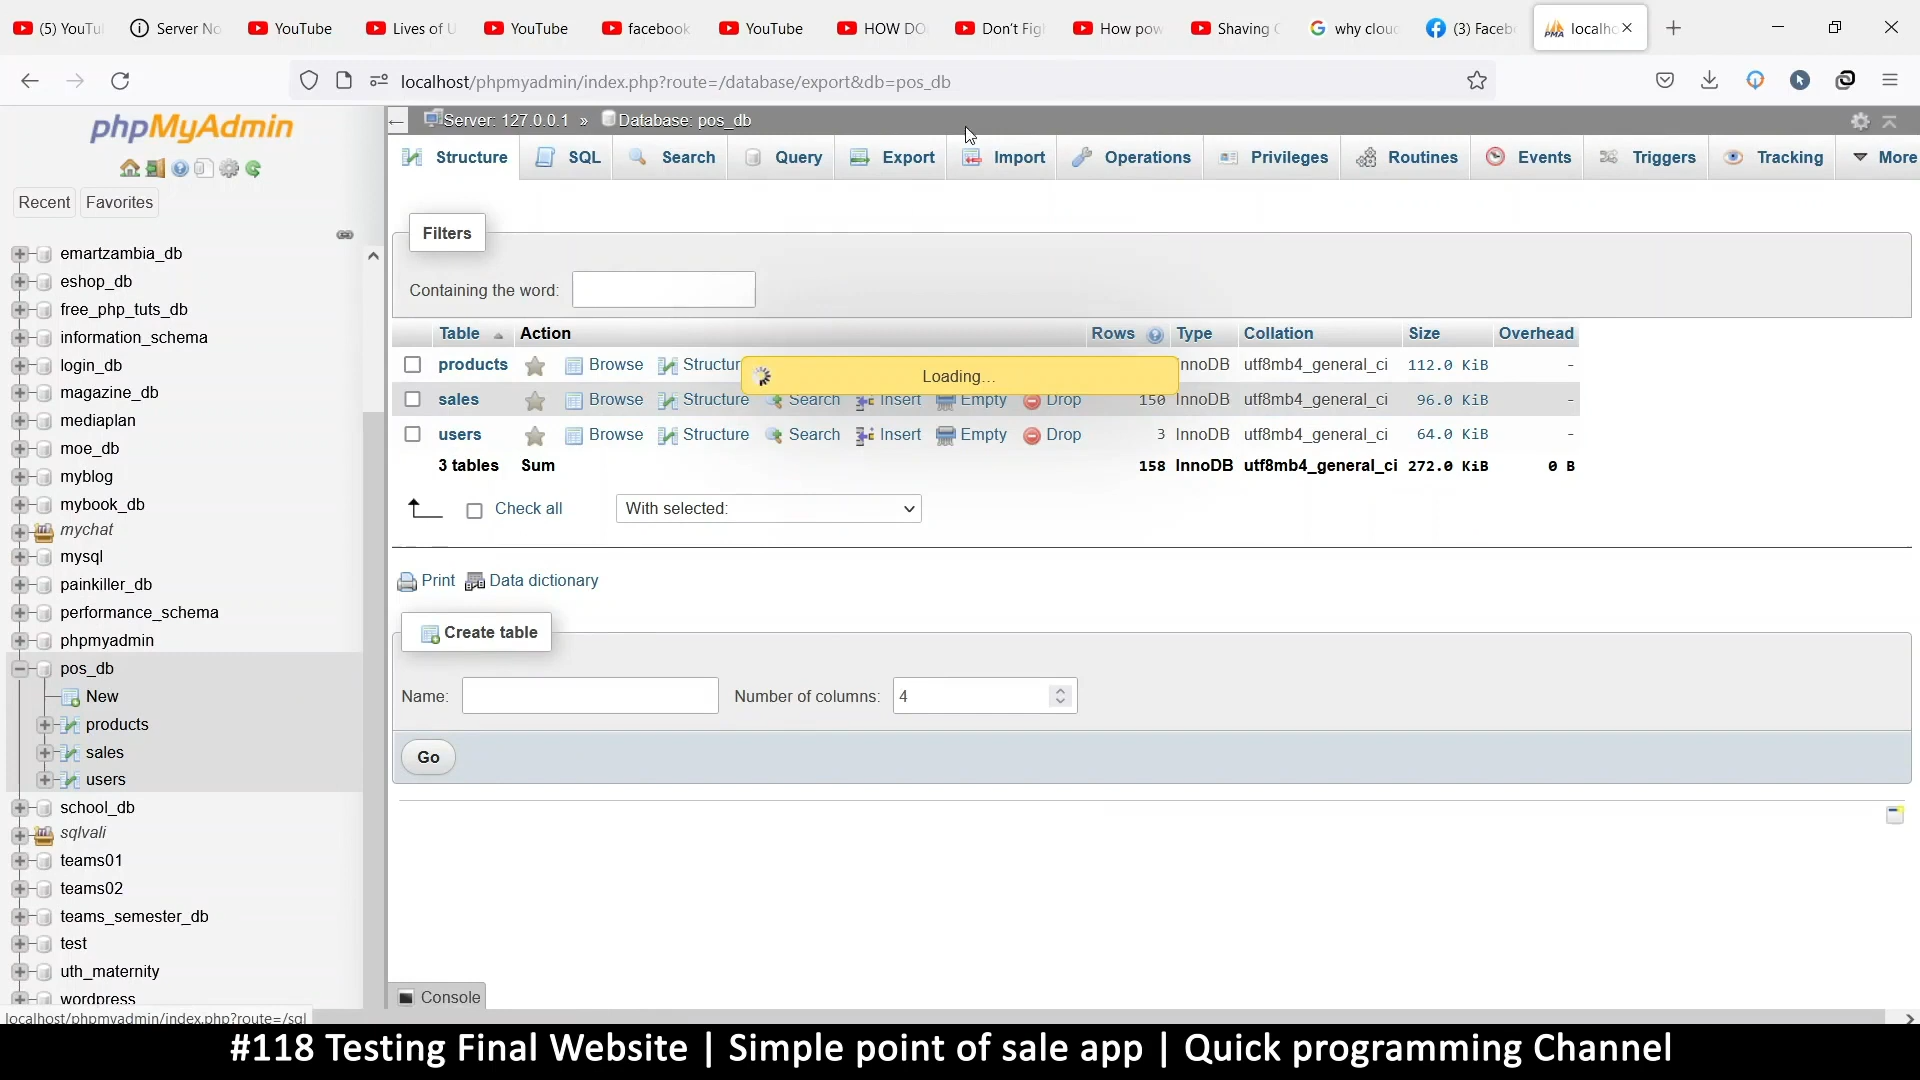 (5) YouTu
Server No
YouTube
Lives of U
YouTube
facebook
YouTube
HOW DO
Don't Figh
How pow
Shaving C
why clou
(3) Faceb
localho
localhost/phpmyadmin/index.php?route=/database/export&db=pos_db
phpMyAdmin
Recent Favorites
emartzambia_db
eshop_db
free_php_tuts_db
information_schema
login_db
magazine_db
mediaplan
moe_db
myblog
mybook_db
mychat
mysql
painkiller_db
performance_schema
phpmyadmin
pos_db
New
products
sales
users
school_db
sqlvali
teams01
teams02
teams_semester_db
test
uth_maternity
wordpress
localhost/phpmyadmin/index.php?route=/sql
Server: 127.0.0.1 » Database: pos_db
Structure SQL Search Query Export Import Operations Privileges Routines Events Triggers Tracking More
Filters
Containing the word:
Table Action Rows Type Collation Size Overhead
products Browse Structur InnoDB utf8mb4_general_ci 112.0 KiB -
Loading…
sales Browse Structure Search Insert Empty Drop 150 InnoDB utf8mb4_general_ci 96.0 KiB -
users Browse Structure Search Insert Empty Drop 3 InnoDB utf8mb4_general_ci 64.0 KiB -
3 tables Sum 158 InnoDB utf8mb4_general_ci 272.0 KiB 0 B
Check all With selected:
Print Data dictionary
Create table
Name: Number of columns: 4
Go
Console
#118 Testing Final Website | Simple point of sale app | Quick programming Channel